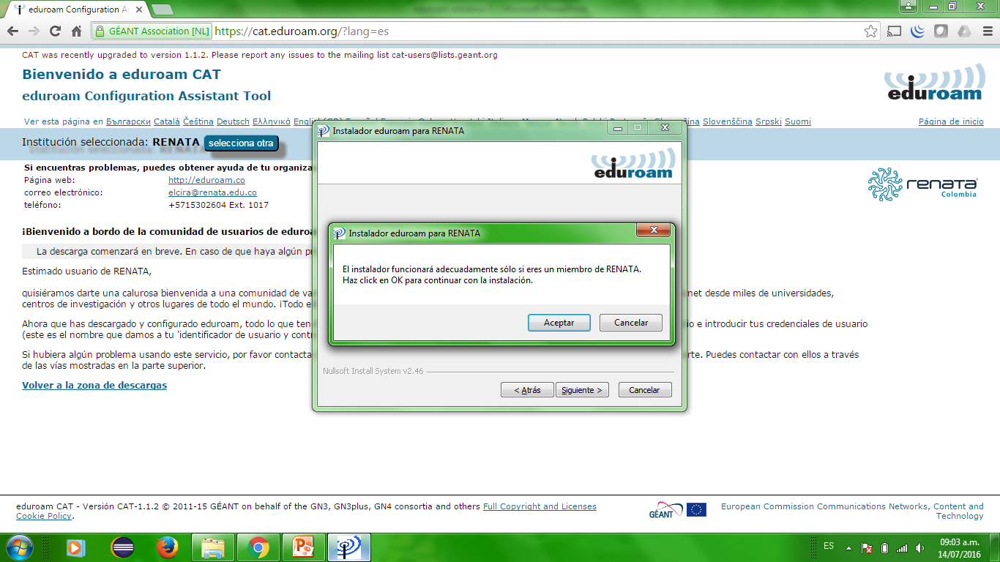 eduroam Configuration A
GÉANT Association [NL] https://cat.eduroam.org/?lang=es
CAT was recently upgraded to version 1.1.2. Please report any issues to the mailing list cat-users@lists.geant.org
Bienvenido a eduroam CAT
eduroam Configuration Assistant Tool
eduroam
Ver esta página en Български Català Čeština Deutsch Ελληνικά Slovenščina Srpski Suomi
Página de inicio
Institución seleccionada: RENATA selecciona otra
Si encuentras problemas, puedes obtener ayuda de tu organiza
Página web: http://eduroam.co
correo electrónico: elcira@renata.edu.co
teléfono: +5715302604 Ext. 1017
renata
Colombia
¡Bienvenido a bordo de la comunidad de usuarios de eduroa
La descarga comenzará en breve. En caso de que haya algún pr
Estimado usuario de RENATA,
quisiéramos darte una calurosa bienvenida a una comunidad de va net desde miles de universidades,
centros de investigación y otros lugares de todo el mundo. ¡Todo e
Ahora que has descargado y configurado eduroam, todo lo que ten io e introducir tus credenciales de usuario
(este es el nombre que damos a tu 'identificador de usuario y cont
Si hubiera algún problema usando este servicio, por favor contacta rte. Puedes contactar con ellos a través
de las vías mostradas en la parte superior.
Volver a la zona de descargas
Instalador eduroam para RENATA
eduroam
Instalador eduroam para RENATA
El instalador funcionará adecuadamente sólo si eres un miembro de RENATA.
Haz click en OK para continuar con la instalación.
Aceptar Cancelar
Nullsoft Install System v2.46
< Atrás Siguiente > Cancelar
eduroam CAT - Versión CAT-1.1.2 © 2011-15 GÉANT on behalf of the GN3, GN3plus, GN4 consortia and others Full Copyright and Licenses
Cookie Policy.
GÉANT
European Commission Communications Networks, Content and
Technology
ES
09:03 a.m.
14/07/2016